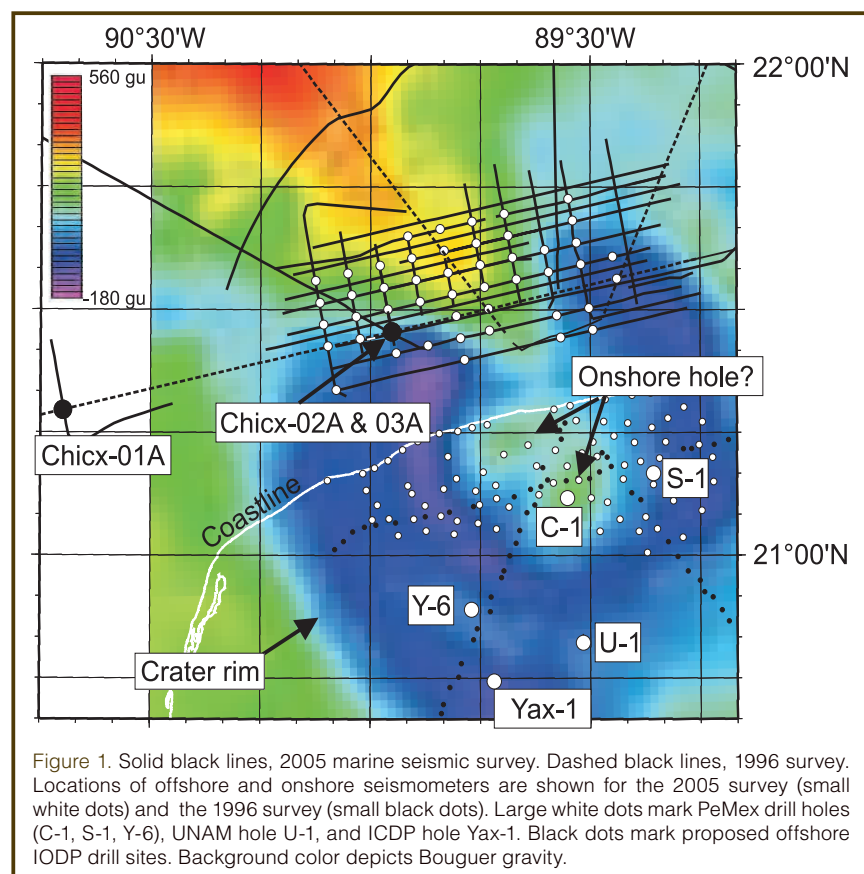 90°30'W 89°30'W
560 gu
22°00'N
-180 gu
Onshore hole?
Chicx-02A & 03A
Chicx-01A
S-1
Coastline
C-1
21°00'N
Y-6
U-1
Crater rim
Yax-1
Figure 1. Solid black lines, 2005 marine seismic survey. Dashed black lines, 1996 survey.
Locations of offshore and onshore seismometers are shown for the 2005 survey (small
white dots) and the 1996 survey (small black dots). Large white dots mark PeMex drill holes
(C-1, S-1, Y-6), UNAM hole U-1, and ICDP hole Yax-1. Black dots mark proposed offshore
IODP drill sites. Background color depicts Bouguer gravity.